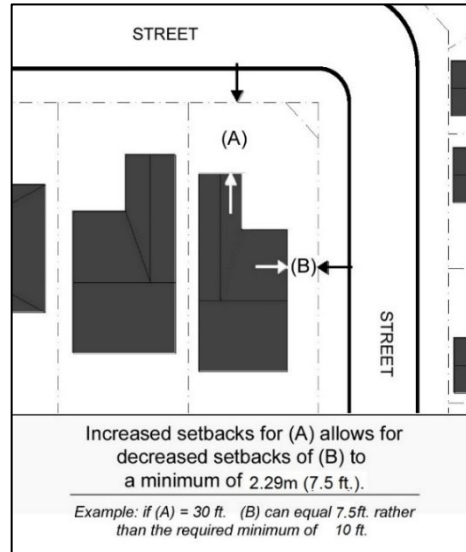 STREET
(A)
(B)
STREET
Increased setbacks for (A) allows for
decreased setbacks of (B) to
a minimum of 2.29m (7.5 ft.).
Example: if (A) = 30 ft. (B) can equal 7.5ft. rather
than the required minimum of 10 ft.